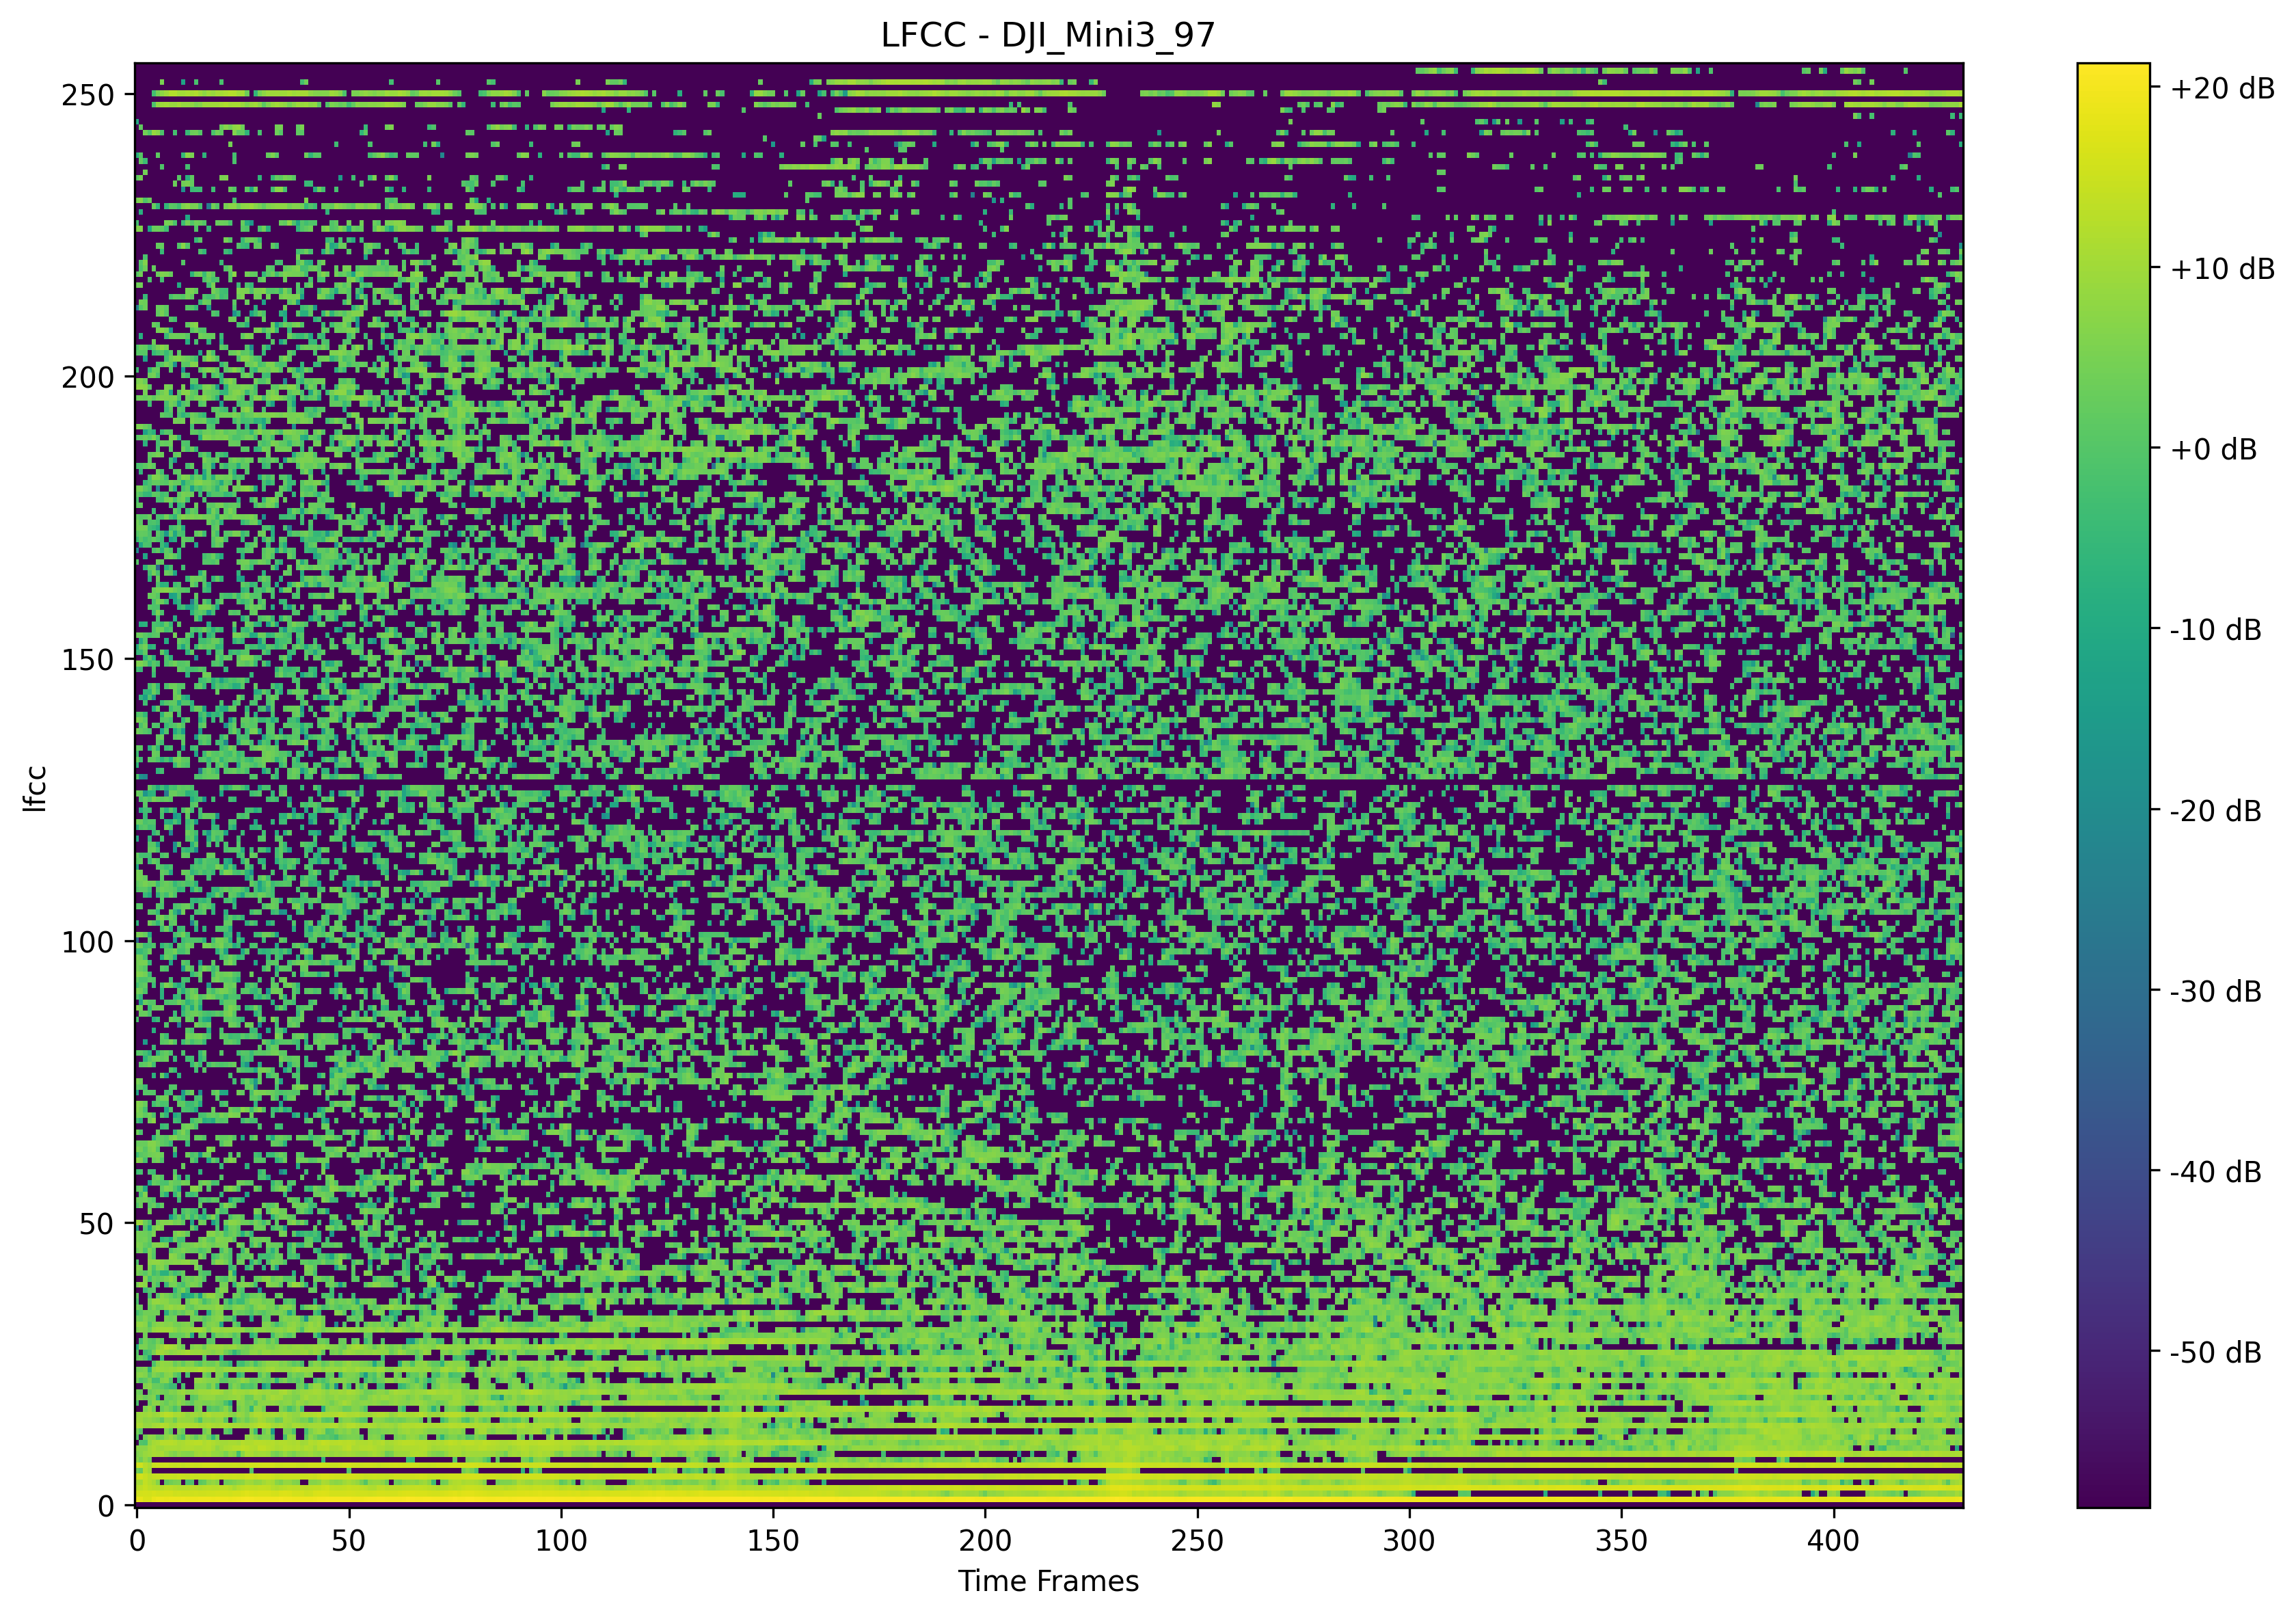 LFCC - DJI_Mini3_97
250
200
150
100
50
0
lfcc
0 50 100 150 200 250 300 350 400
Time Frames
+20 dB
+10 dB
+0 dB
-10 dB
-20 dB
-30 dB
-40 dB
-50 dB